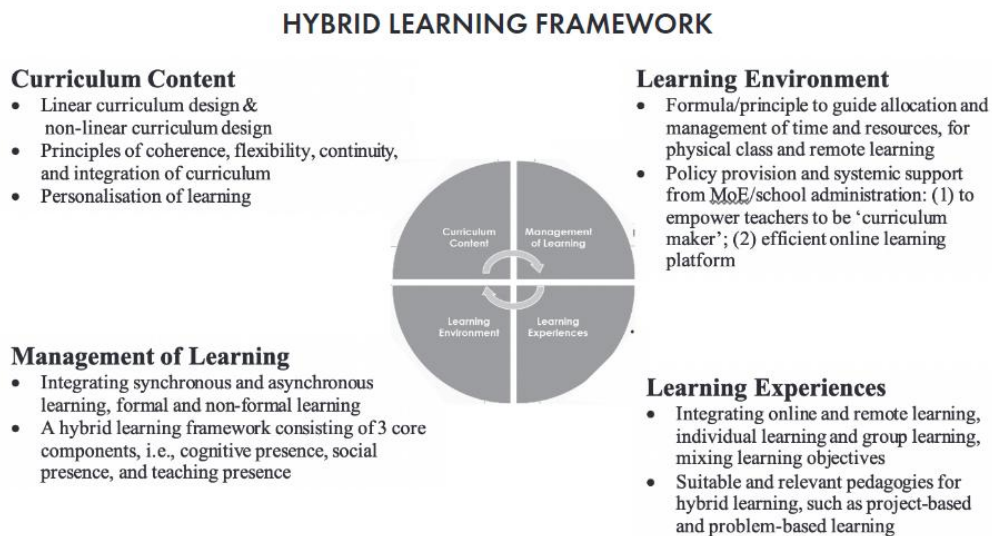 HYBRID LEARNING FRAMEWORK
Curriculum Content
• Linear curriculum design &
non-linear curriculum design
• Principles of coherence, flexibility, continuity,
and integration of curriculum
• Personalisation of learning
Learning Environment
• Formula/principle to guide allocation and
management of time and resources, for
physical class and remote learning
• Policy provision and systemic support
from MoE/school administration: (1) to
empower teachers to be ‘curriculum
maker’; (2) efficient online learning
platform
Curriculum
Content
Management
of Learning
Learning
Environment
Learning
Experiences
Management of Learning
• Integrating synchronous and asynchronous
learning, formal and non-formal learning
• A hybrid learning framework consisting of 3 core
components, i.e., cognitive presence, social
presence, and teaching presence
Learning Experiences
• Integrating online and remote learning,
individual learning and group learning,
mixing learning objectives
• Suitable and relevant pedagogies for
hybrid learning, such as project-based
and problem-based learning